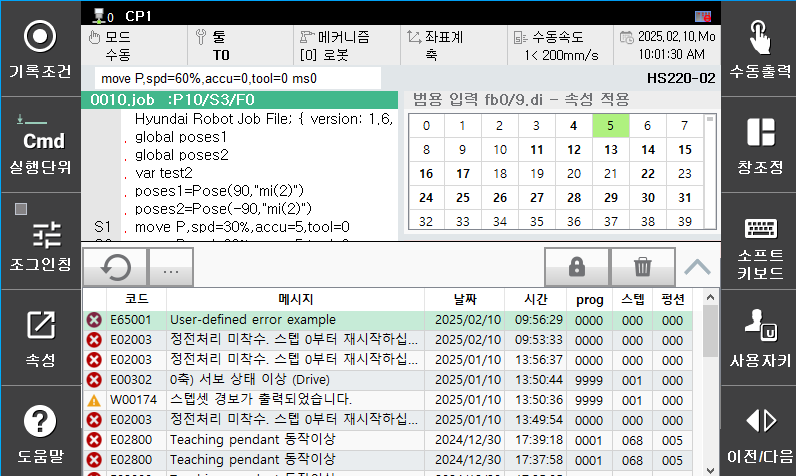 0 CP1
모드
수동
툴
T0
메커니즘
[0] 로봇
좌표계
축
수동속도
1< 200mm/s
2025,02,10,Mo
10:01:30 AM
기록조건
Cmd
실행단위
조그인칭
속성
도움말
move P,spd=60%,accu=0,tool=0 ms0
HS220-02
0010.job :P10/S3/F0
Hyundai Robot Job File; { version: 1,6,
, global poses1
, global poses2
, var test2
, poses1=Pose(90,"mi(2)")
, poses2=Pose(-90,"mi(2)")
S1 , move P,spd=30%,accu=5,tool=0
범용 입력 fb0/9.di - 속성 적용
0 1 2 3 4 5 6 7
8 9 10 11 12 13 14 15
16 17 18 19 20 21 22 23
24 25 26 27 28 29 30 31
32 33 34 35 36 37 38 39
...
코드 메시지 날짜 시간 prog 스텝 펑션
E65001 User-defined error example 2025/02/10 09:56:29 0000 000 000
E02003 정전처리 미착수. 스텝 0부터 재시작하십... 2025/02/10 09:53:33 0000 000 000
E02003 정전처리 미착수. 스텝 0부터 재시작하십... 2025/01/10 13:56:37 0000 000 000
E00302 0축) 서보 상태 이상 (Drive) 2025/01/10 13:50:44 9999 001 000
W00174 스텝셋 경보가 출력되었습니다. 2025/01/10 13:50:36 9999 001 000
E02003 정전처리 미착수. 스텝 0부터 재시작하십... 2025/01/10 13:49:54 0000 000 000
E02800 Teaching pendant 동작이상 2024/12/30 17:39:18 0001 068 005
E02800 Teaching pendant 동작이상 2024/12/30 17:37:58 0001 068 005
수동출력
창조정
소프트
키보드
U
사용자키
이전/다음